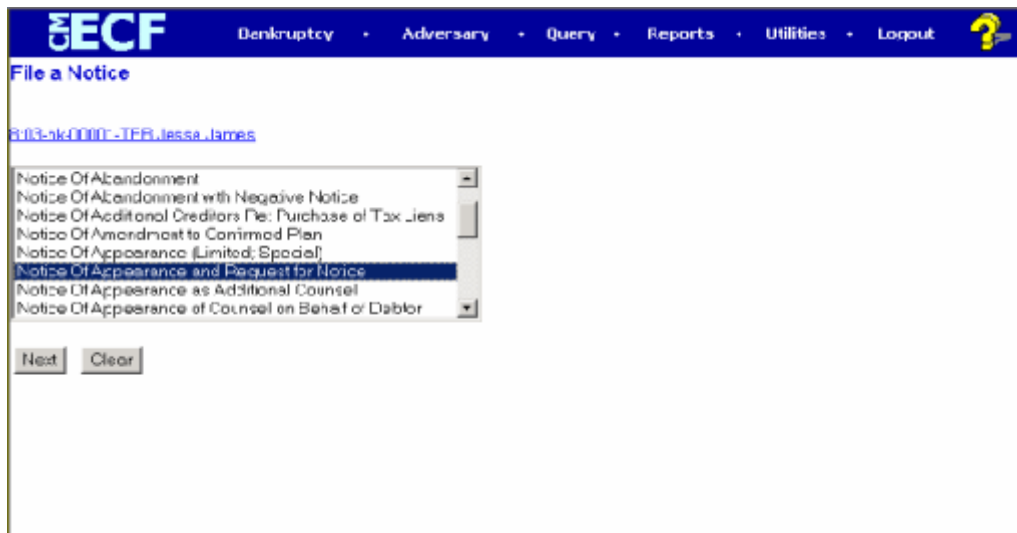 CM ECF Bankruptcy · Adversary · Query · Reports · Utilities · Logout ?
File a Notice
Jesse James
Notice Of Abandonment
Notice Of Abandonment with Negative Notice
Notice Of Additional Creditors Re: Purchase of Tax Liens
Notice Of Amendment to Confirmed Plan
Notice Of Appearance (Limited; Special)
Notice Of Appearance and Request for Notice
Notice Of Appearance as Additional Counsel
Notice Of Appearance of Counsel on Behalf of Debtor
Next Clear